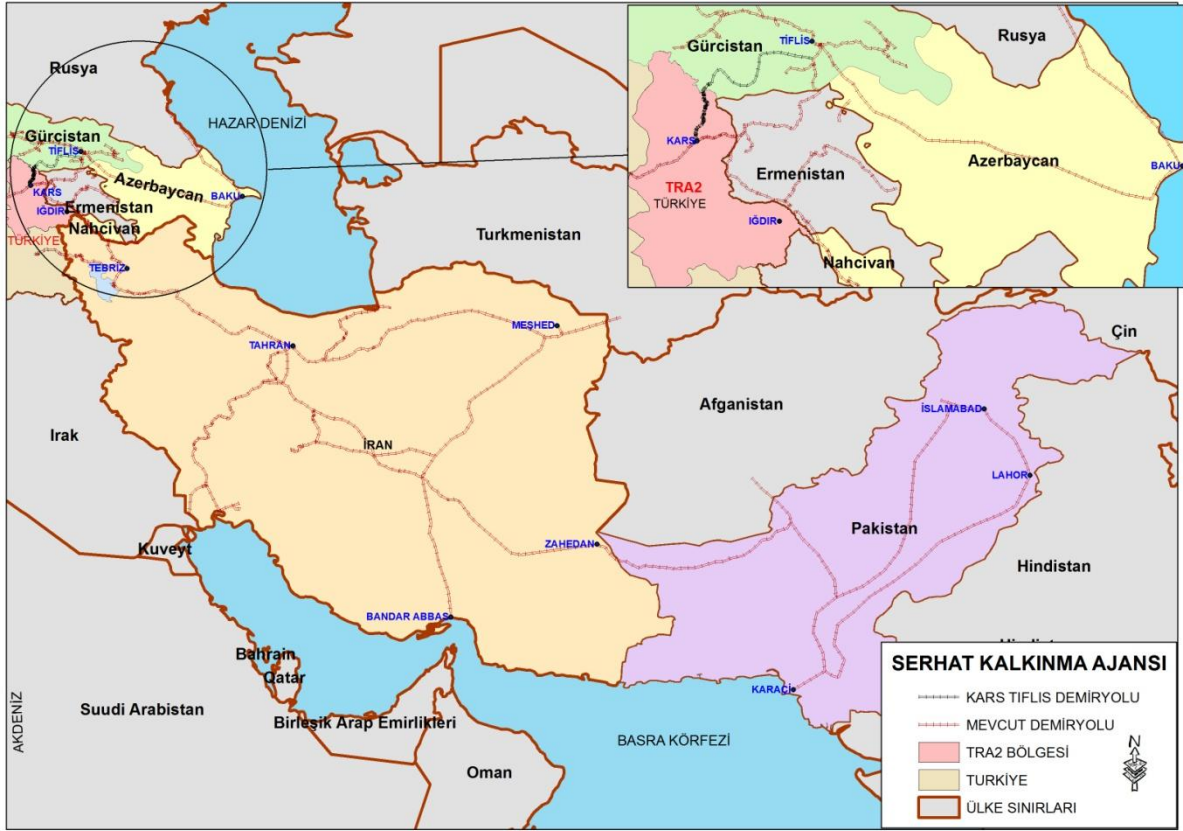 Rusya
HAZAR DENİZİ
Gürcistan
TİFLİS
KARS
Azerbaycan
BAKU
IĞDIR
Ermenistan
Nahcivan
TÜRKİYE
TEBRİZ
Turkmenistan
Rusya
Gürcistan
TİFLİS
KARS
Azerbaycan
BAKU
Ermenistan
TRA2
TÜRKİYE
IĞDIR
Nahcivan
MEŞHED
TAHRAN
Çin
Afganistan
İSLAMABAD
Irak
İRAN
LAHOR
Pakistan
ZAHEDAN
Kuveyt
Hindistan
BANDAR ABBAS
Bahrain
Qatar
KARAÇİ
Suudi Arabistan
Birleşik Arap Emirlikleri
AKDENİZ
BASRA KÖRFEZİ
Oman
SERHAT KALKINMA AJANSI
KARS TIFLIS DEMİRYOLU
MEVCUT DEMİRYOLU
TRA2 BÖLGESİ
TURKİYE
ÜLKE SINIRLARI
N